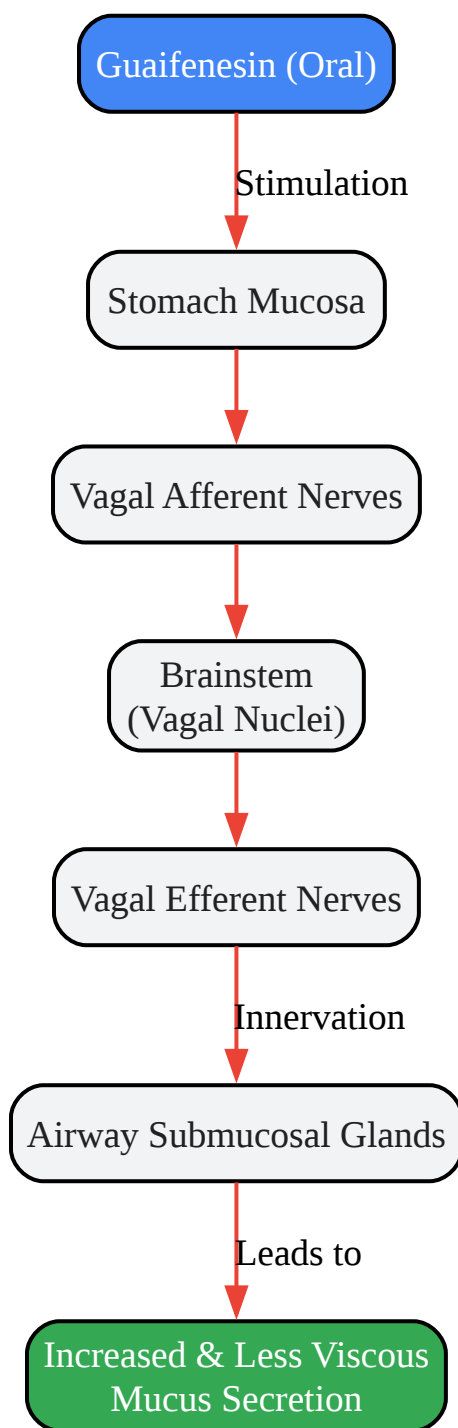 Guaifenesin (Oral)
Stimulation
Stomach Mucosa
Vagal Afferent Nerves
Brainstem
(Vagal Nuclei)
Vagal Efferent Nerves
Innervation
Airway Submucosal Glands
Leads to
Increased & Less Viscous
Mucus Secretion